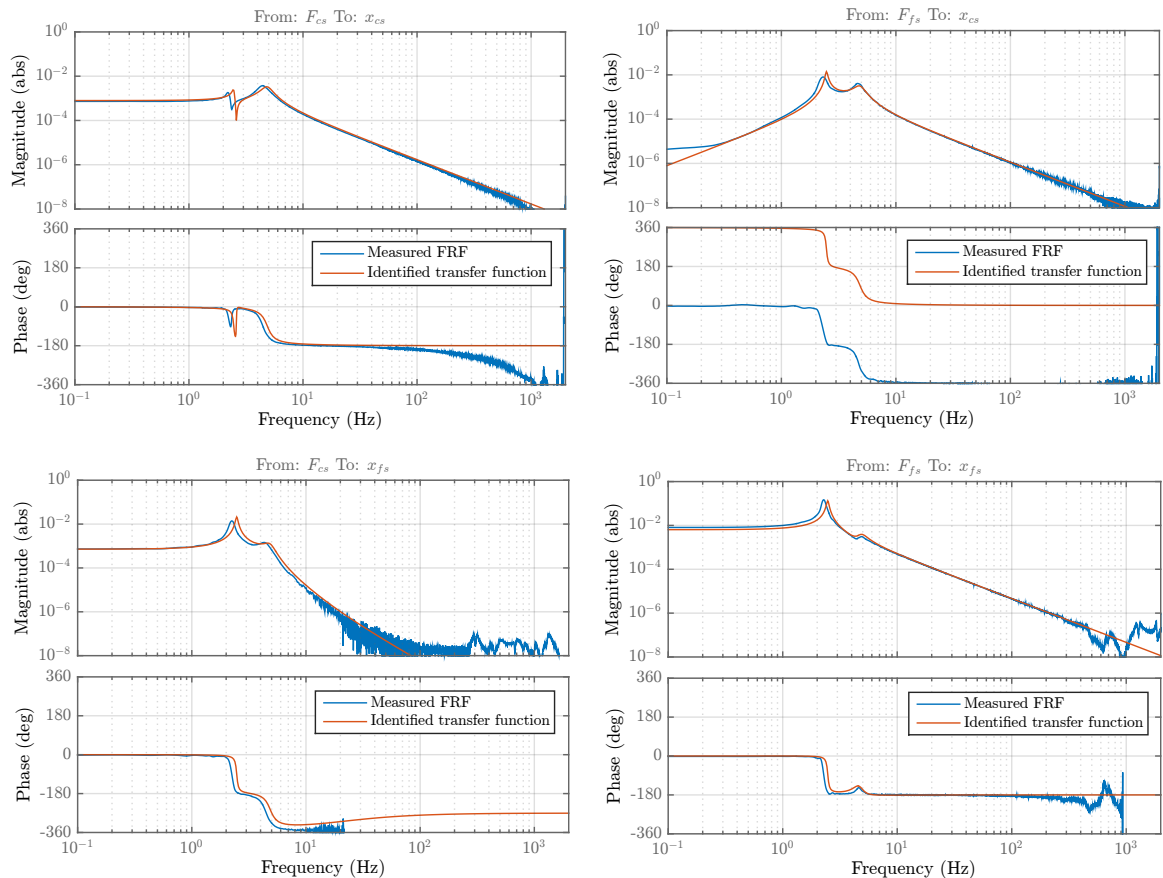 From: F_cs To: x_cs
Magnitude (abs)
10^0
10^-2
10^-4
10^-6
10^-8
Phase (deg)
360
180
0
-180
-360
Measured FRF
Identified transfer function
10^-1 10^0 10^1 10^2 10^3
Frequency (Hz)
From: F_fs To: x_cs
Magnitude (abs)
10^0
10^-2
10^-4
10^-6
10^-8
Phase (deg)
360
180
0
-180
-360
Measured FRF
Identified transfer function
10^-1 10^0 10^1 10^2 10^3
Frequency (Hz)
From: F_cs To: x_fs
Magnitude (abs)
10^0
10^-2
10^-4
10^-6
10^-8
Phase (deg)
360
180
0
-180
-360
Measured FRF
Identified transfer function
10^-1 10^0 10^1 10^2 10^3
Frequency (Hz)
From: F_fs To: x_fs
Magnitude (abs)
10^0
10^-2
10^-4
10^-6
10^-8
Phase (deg)
360
180
0
-180
-360
Measured FRF
Identified transfer function
10^-1 10^0 10^1 10^2 10^3
Frequency (Hz)